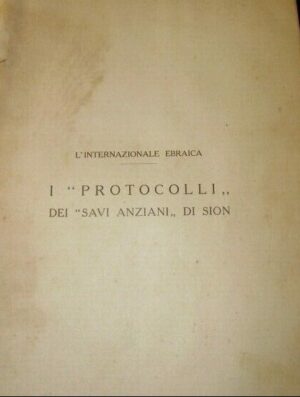 L'INTERNAZIONALE EBRAICA
I "PROTOCOLLI„
DEI "SAVI ANZIANI„ DI SION